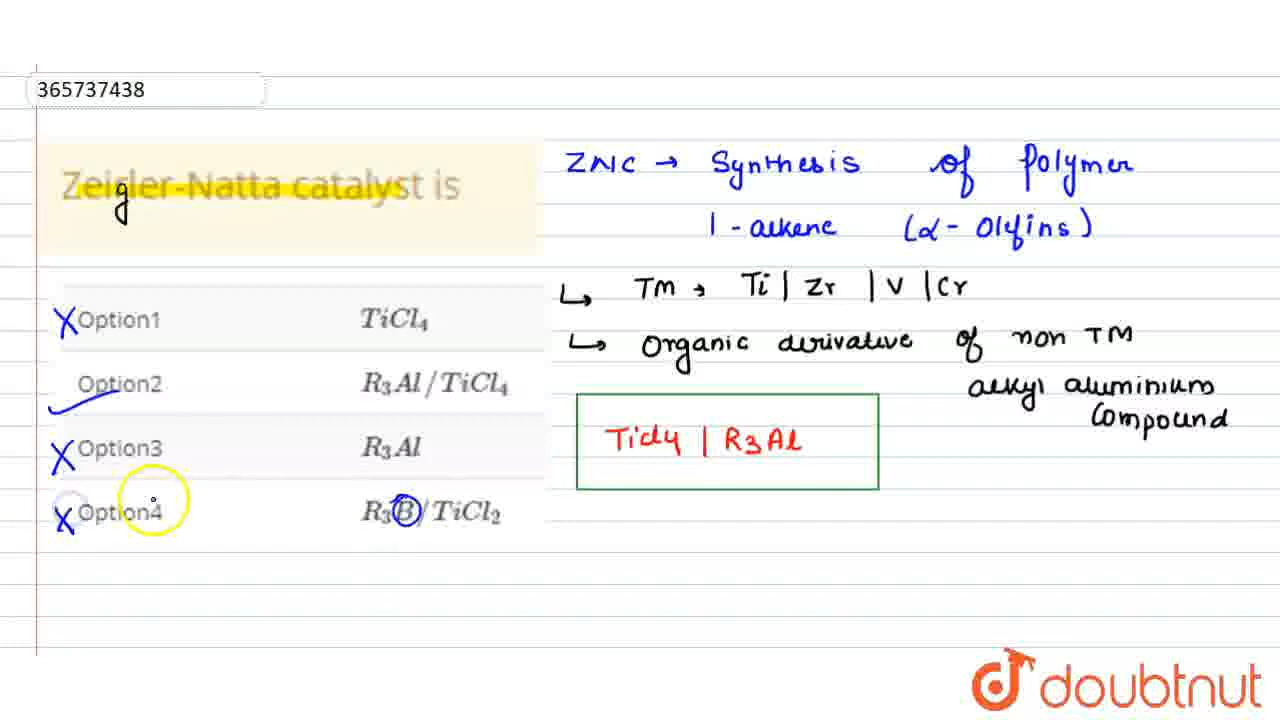 365737438
Zeigler-Natta catalyst is
ZNC → Synthesis of Polymer
1-alkene (α-Olifins)
↳ TM → Ti | Zr | V | Cr
↳ Organic derivative of non TM
alkyl aluminium
Compound
X Option1 TiCl₄
Option2 R₃Al/TiCl₄
X Option3 R₃Al
X Option4 R₃B/TiCl₂
Ticl4 | R3Al
doubtnut